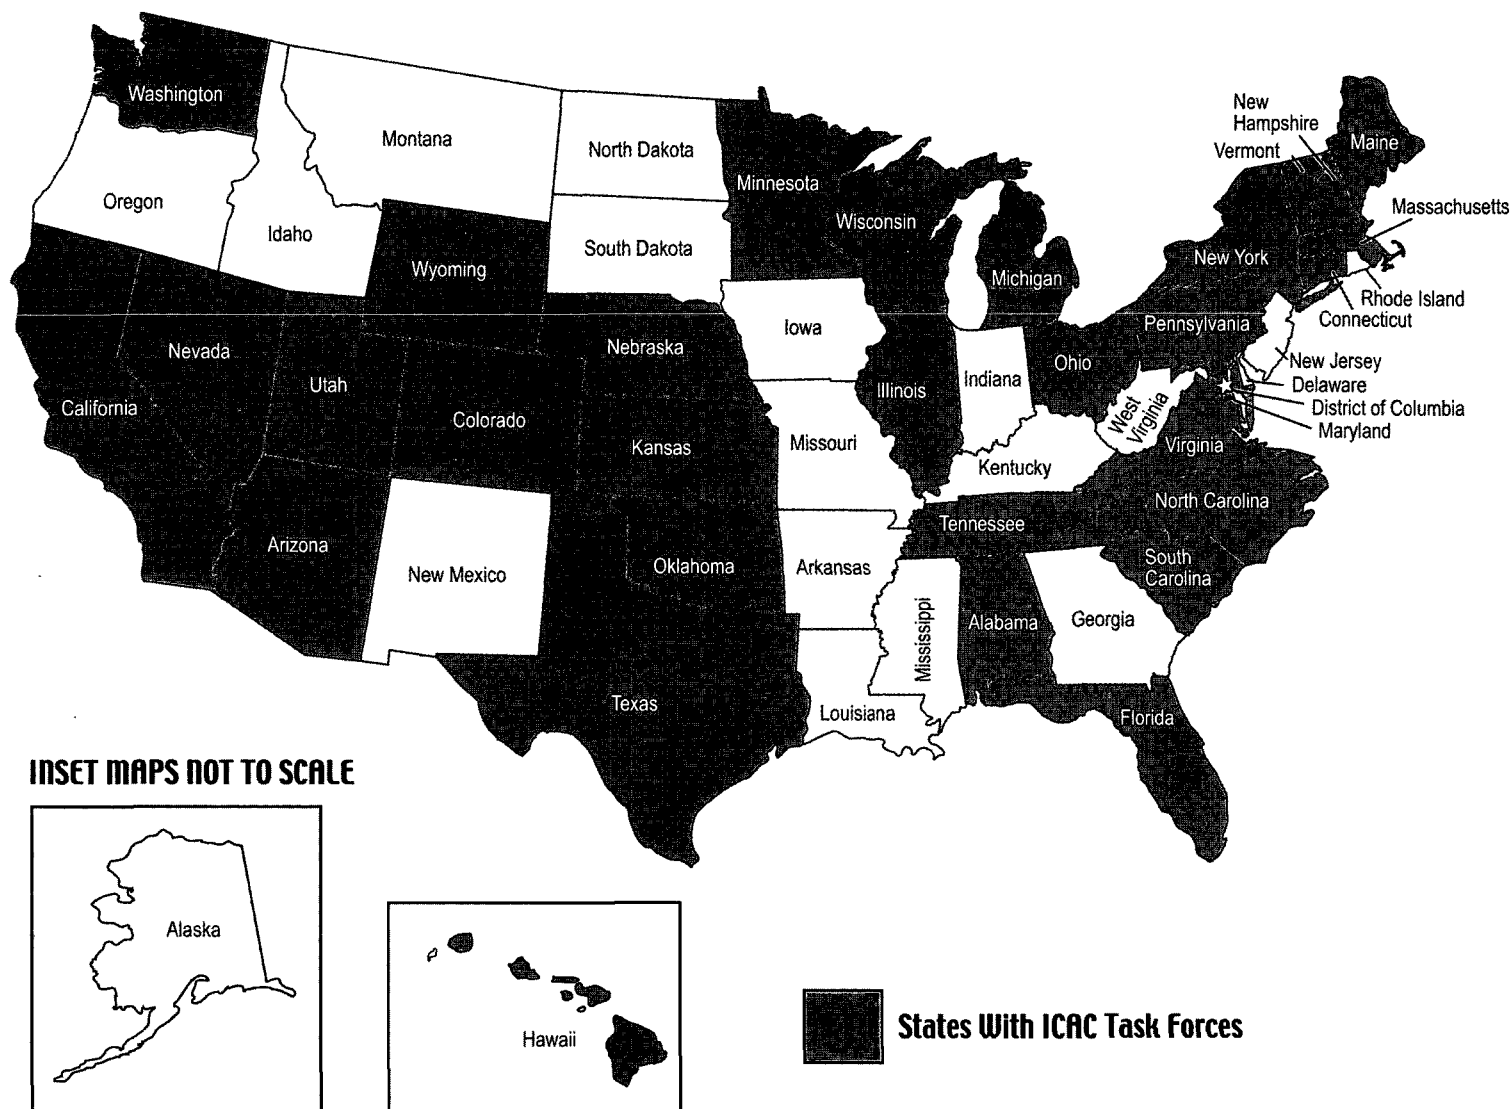 Washington
Montana
North Dakota
Minnesota
New
Hampshire
Vermont
Maine
Oregon
Idaho
Wyoming
South Dakota
Wisconsin
Michigan
New York
Massachusetts
Rhode Island
Connecticut
Nevada
Utah
California
Colorado
Nebraska
Iowa
Illinois
Indiana
Ohio
Pennsylvania
New Jersey
Delaware
District of Columbia
Maryland
West
Virginia
Virginia
Kansas
Missouri
Kentucky
North Carolina
Tennessee
South
Carolina
Arizona
New Mexico
Oklahoma
Arkansas
Mississippi
Alabama
Georgia
Texas
Louisiana
Florida
INSET MAPS NOT TO SCALE
Alaska
Hawaii
States With ICAC Task Forces